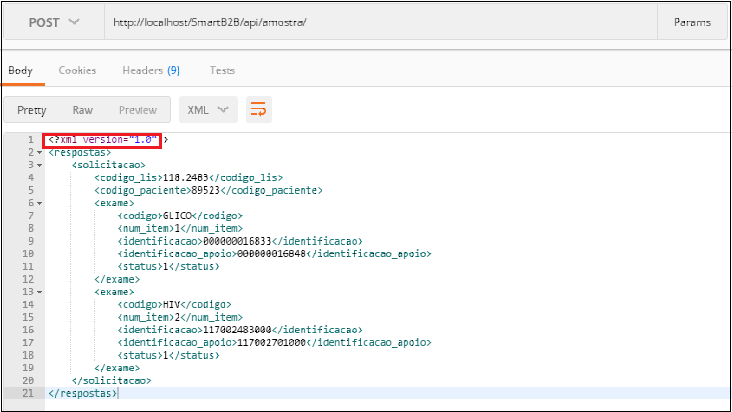 POST http://localhost/SmartB2B/api/amostra/ Params
Body Cookies Headers (9) Tests
Pretty Raw Preview XML
1 <?xml version="1.0" ?>
2 <respostas>
3 <solicitacao>
4 <codigo_lis>118.2483</codigo_lis>
5 <codigo_paciente>89523</codigo_paciente>
6 <exame>
7 <codigo>GLICO</codigo>
8 <num_item>1</num_item>
9 <identificacao>000000016833</identificacao>
10 <identificacao_apoio>000000016848</identificacao_apoio>
11 <status>1</status>
12 </exame>
13 <exame>
14 <codigo>HIV</codigo>
15 <num_item>2</num_item>
16 <identificacao>117002483000</identificacao>
17 <identificacao_apoio>117002701000</identificacao_apoio>
18 <status>1</status>
19 </exame>
20 </solicitacao>
21 </respostas>